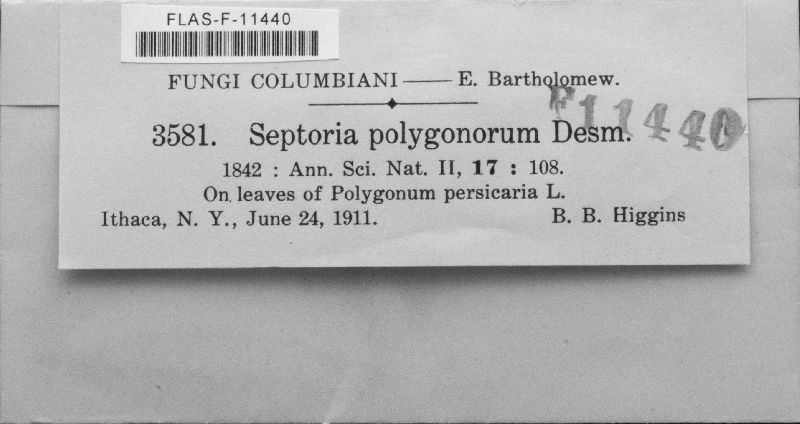 FLAS-F-11440
FUNGI COLUMBIANI — E. Bartholomew.
F11440
3581. Septoria polygonorum Desm.
1842 : Ann. Sci. Nat. II, 17 : 108.
On leaves of Polygonum persicaria L.
Ithaca, N. Y., June 24, 1911. B. B. Higgins